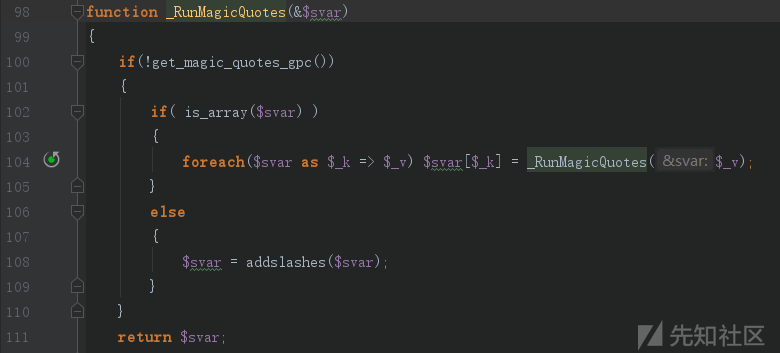 98 function _RunMagicQuotes(&$svar)
99 {
100 if(!get_magic_quotes_gpc())
101 {
102 if( is_array($svar) )
103 {
104 foreach($svar as $_k => $_v) $svar[$_k] = _RunMagicQuotes( &svar: $_v);
105 }
106 else
107 {
108 $svar = addslashes($svar);
109 }
110 }
111 return $svar;
先知社区